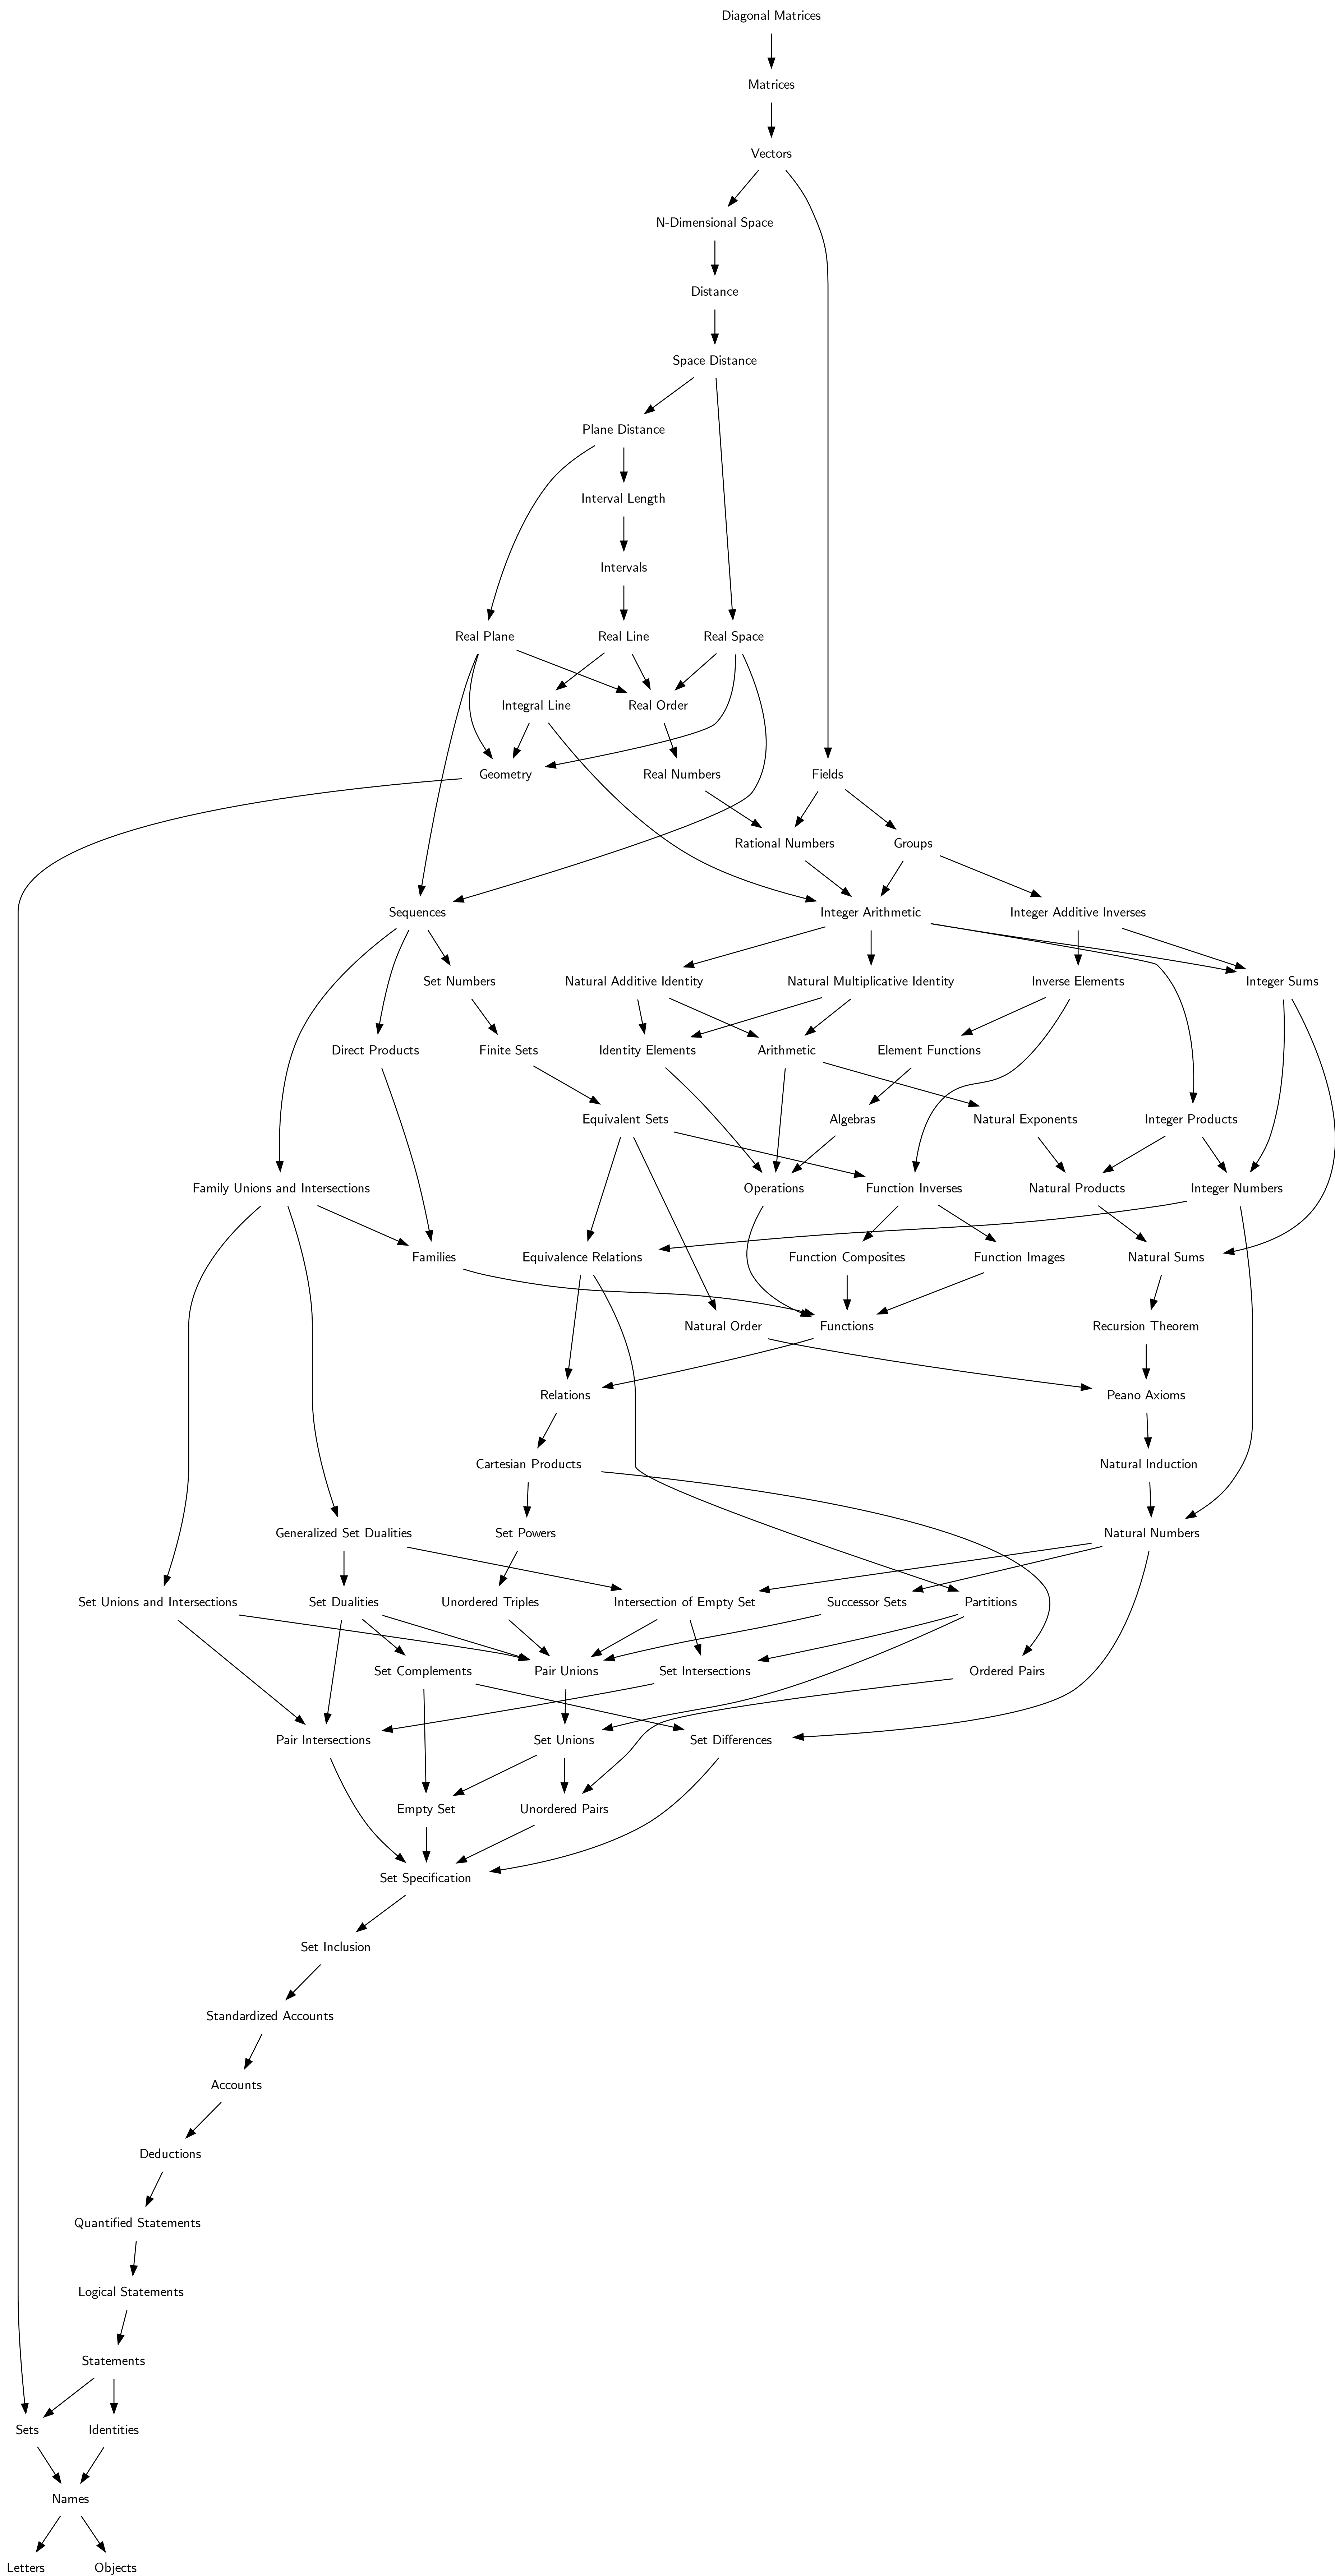 Diagonal Matrices
Matrices
Vectors
N-Dimensional Space
Distance
Space Distance
Plane Distance
Interval Length
Intervals
Real Plane
Real Line
Real Space
Integral Line
Real Order
Geometry
Real Numbers
Fields
Rational Numbers
Groups
Sequences
Integer Arithmetic
Integer Additive Inverses
Set Numbers
Natural Additive Identity
Natural Multiplicative Identity
Inverse Elements
Integer Sums
Direct Products
Finite Sets
Identity Elements
Arithmetic
Element Functions
Equivalent Sets
Algebras
Natural Exponents
Integer Products
Family Unions and Intersections
Operations
Function Inverses
Natural Products
Integer Numbers
Families
Equivalence Relations
Function Composites
Function Images
Natural Sums
Natural Order
Functions
Recursion Theorem
Relations
Peano Axioms
Cartesian Products
Natural Induction
Generalized Set Dualities
Set Powers
Natural Numbers
Set Unions and Intersections
Set Dualities
Unordered Triples
Intersection of Empty Set
Successor Sets
Partitions
Set Complements
Pair Unions
Set Intersections
Ordered Pairs
Pair Intersections
Set Unions
Set Differences
Empty Set
Unordered Pairs
Set Specification
Set Inclusion
Standardized Accounts
Accounts
Deductions
Quantified Statements
Logical Statements
Statements
Sets
Identities
Names
Letters
Objects